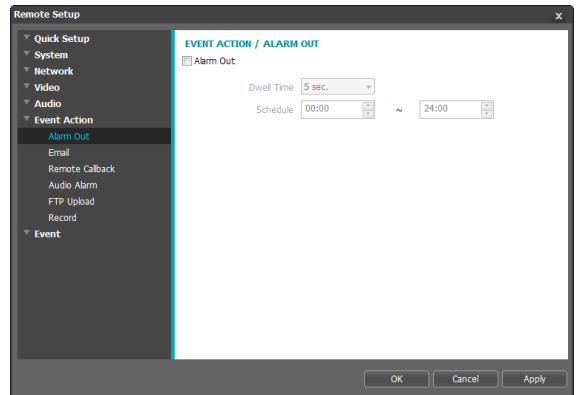 Remote Setup x
Quick Setup
System
Network
Video
Audio
Event Action
Alarm Out
Email
Remote Callback
Audio Alarm
FTP Upload
Record
Event
EVENT ACTION / ALARM OUT
Alarm Out
Dwell Time 5 sec.
Schedule 00:00 ~ 24:00
OK Cancel Apply